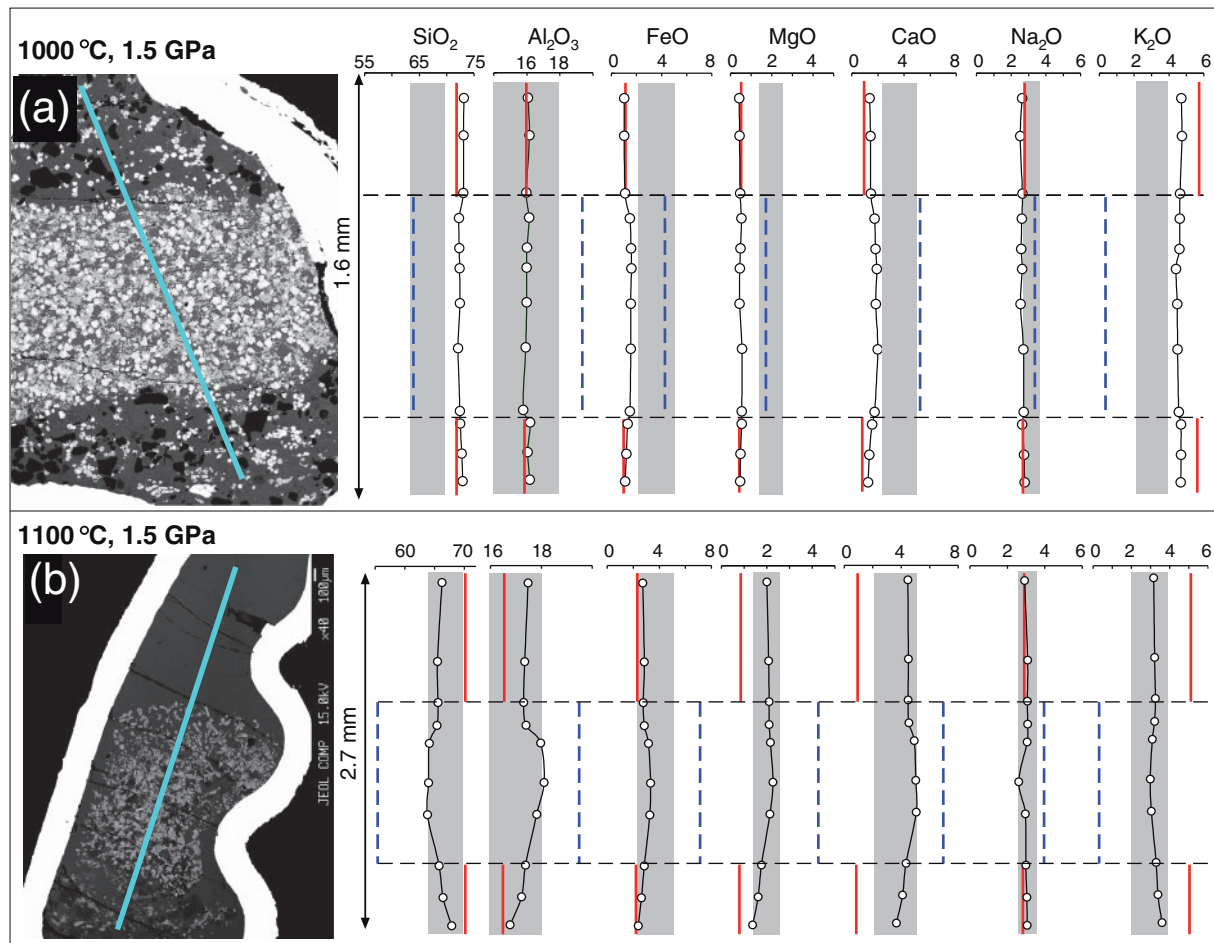 1000 °C, 1.5 GPa
SiO2 Al2O3 FeO MgO CaO Na2O K2O
55 65 75 16 0 4 8 0 2 4 0 4 8 0 2 4 6 0 2 4 6
(a)
1.6 mm
1100 °C, 1.5 GPa
60 70 16 18 0 4 8 0 2 4 0 4 8 0 2 4 6 0 2 4 6
(b)
2.7 mm
JEOL COMP 15.0kV x40 100µm